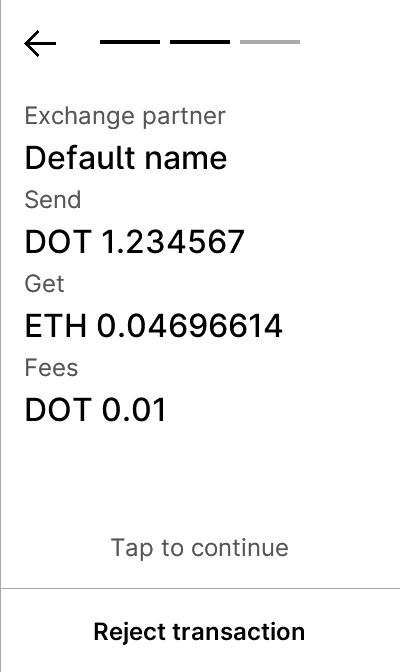 Exchange partner
Default name
Send
DOT 1.234567
Get
ETH 0.04696614
Fees
DOT 0.01
Tap to continue
Reject transaction